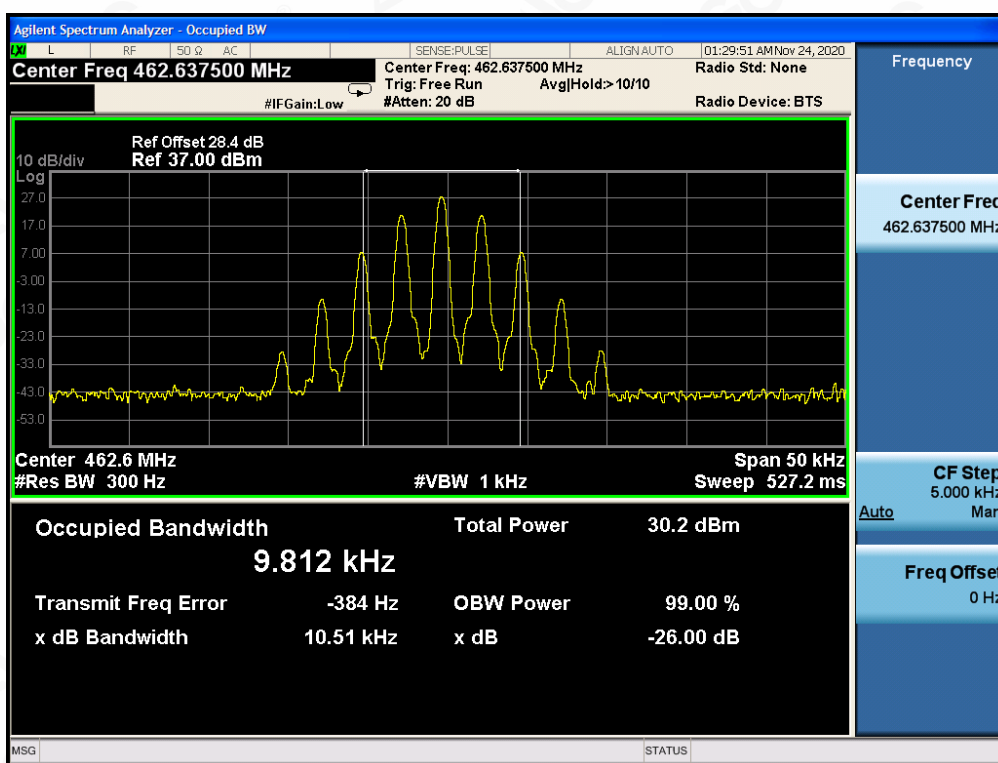 Agilent Spectrum Analyzer - Occupied BW
LXI L RF 50 Ω AC SENSE:PULSE ALIGN AUTO 01:29:51 AM Nov 24, 2020
Center Freq 462.637500 MHz
Center Freq: 462.637500 MHz
Radio Std: None
Trig: Free Run Avg|Hold:> 10/10
#IFGain:Low #Atten: 20 dB Radio Device: BTS
Frequency
Ref Offset 28.4 dB
10 dB/div Ref 37.00 dBm
Log
27.0
17.0
7.00
-3.00
-13.0
-23.0
-33.0
-43.0
-53.0
Center 462.6 MHz Span 50 kHz
#Res BW 300 Hz #VBW 1 kHz Sweep 527.2 ms
Occupied Bandwidth Total Power 30.2 dBm
9.812 kHz
Transmit Freq Error -384 Hz OBW Power 99.00 %
x dB Bandwidth 10.51 kHz x dB -26.00 dB
Center Freq
462.637500 MHz
CF Step
5.000 kHz
Auto Man
Freq Offset
0 Hz
MSG STATUS